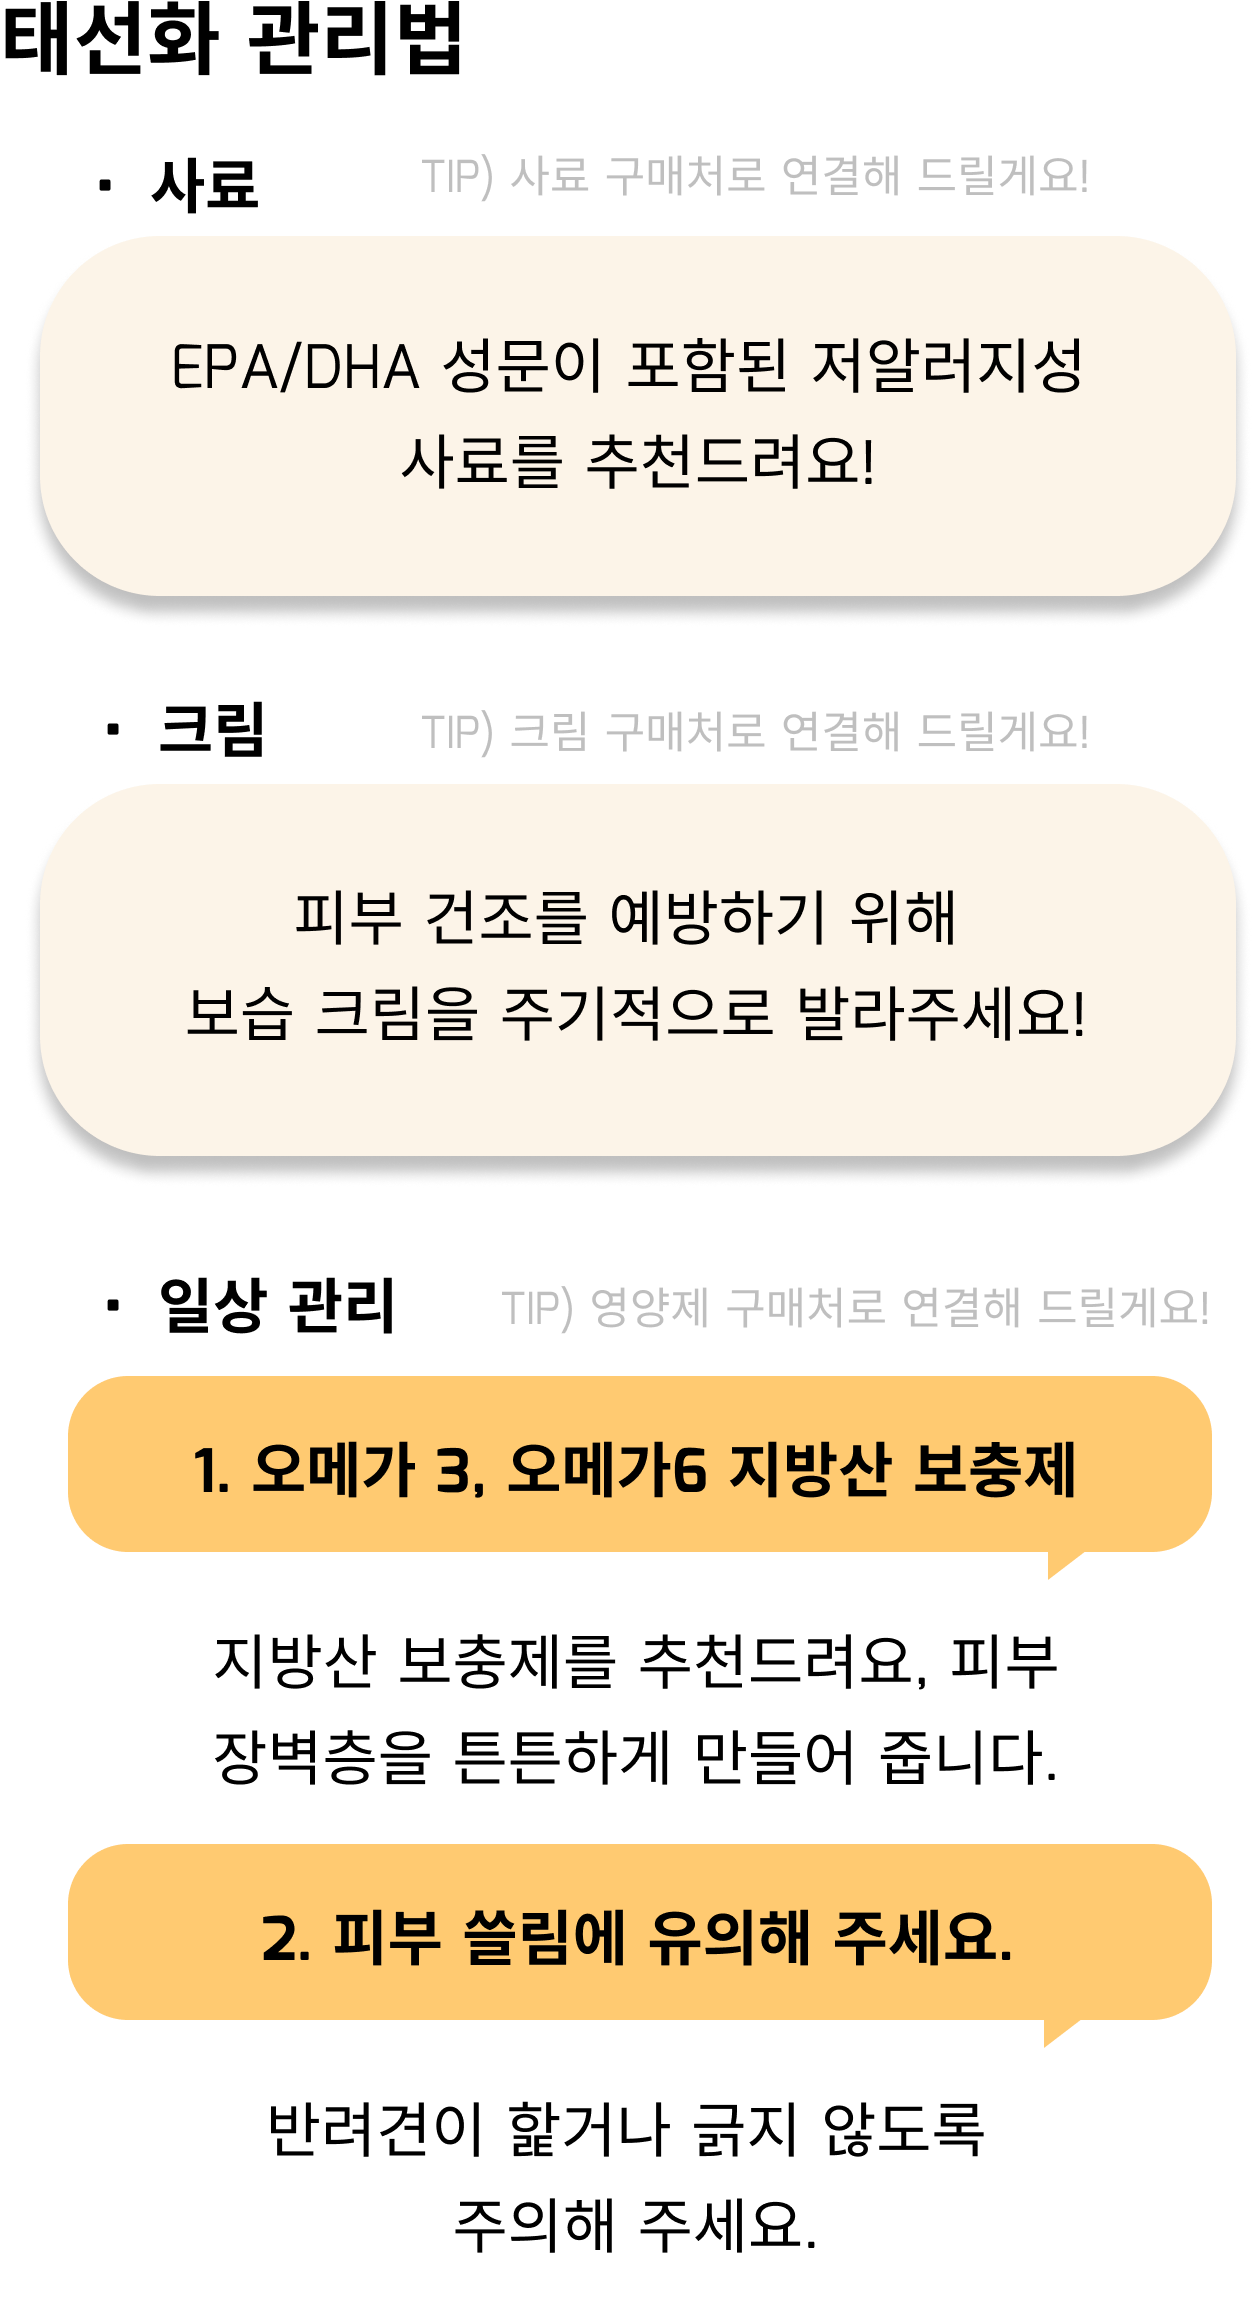 태선화 관리법
· 사료
TIP) 사료 구매처로 연결해 드릴게요!
EPA/DHA 성문이 포함된 저알러지성
사료를 추천드려요!
· 크림
TIP) 크림 구매처로 연결해 드릴게요!
피부 건조를 예방하기 위해
보습 크림을 주기적으로 발라주세요!
· 일상 관리
TIP) 영양제 구매처로 연결해 드릴게요!
1. 오메가 3, 오메가6 지방산 보충제
지방산 보충제를 추천드려요, 피부
장벽층을 튼튼하게 만들어 줍니다.
2. 피부 쓸림에 유의해 주세요.
반려견이 핥거나 긁지 않도록
주의해 주세요.